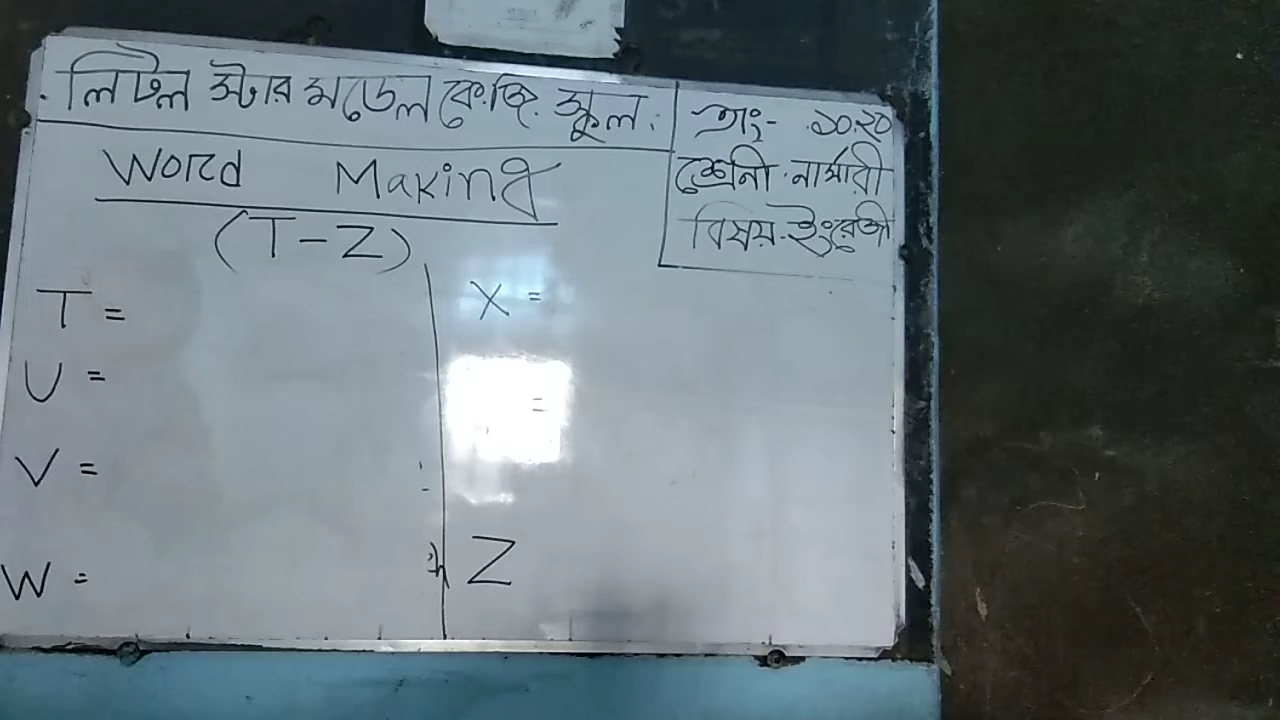 লিটল স্টার মডেল কে.জি. স্কুল.
তাং- ১০.২০
শ্রেনী. নার্সারী
বিষয়. ইংরেজী
Word Making
(T-Z)
T =
U =
V =
W =
X =
=
Z